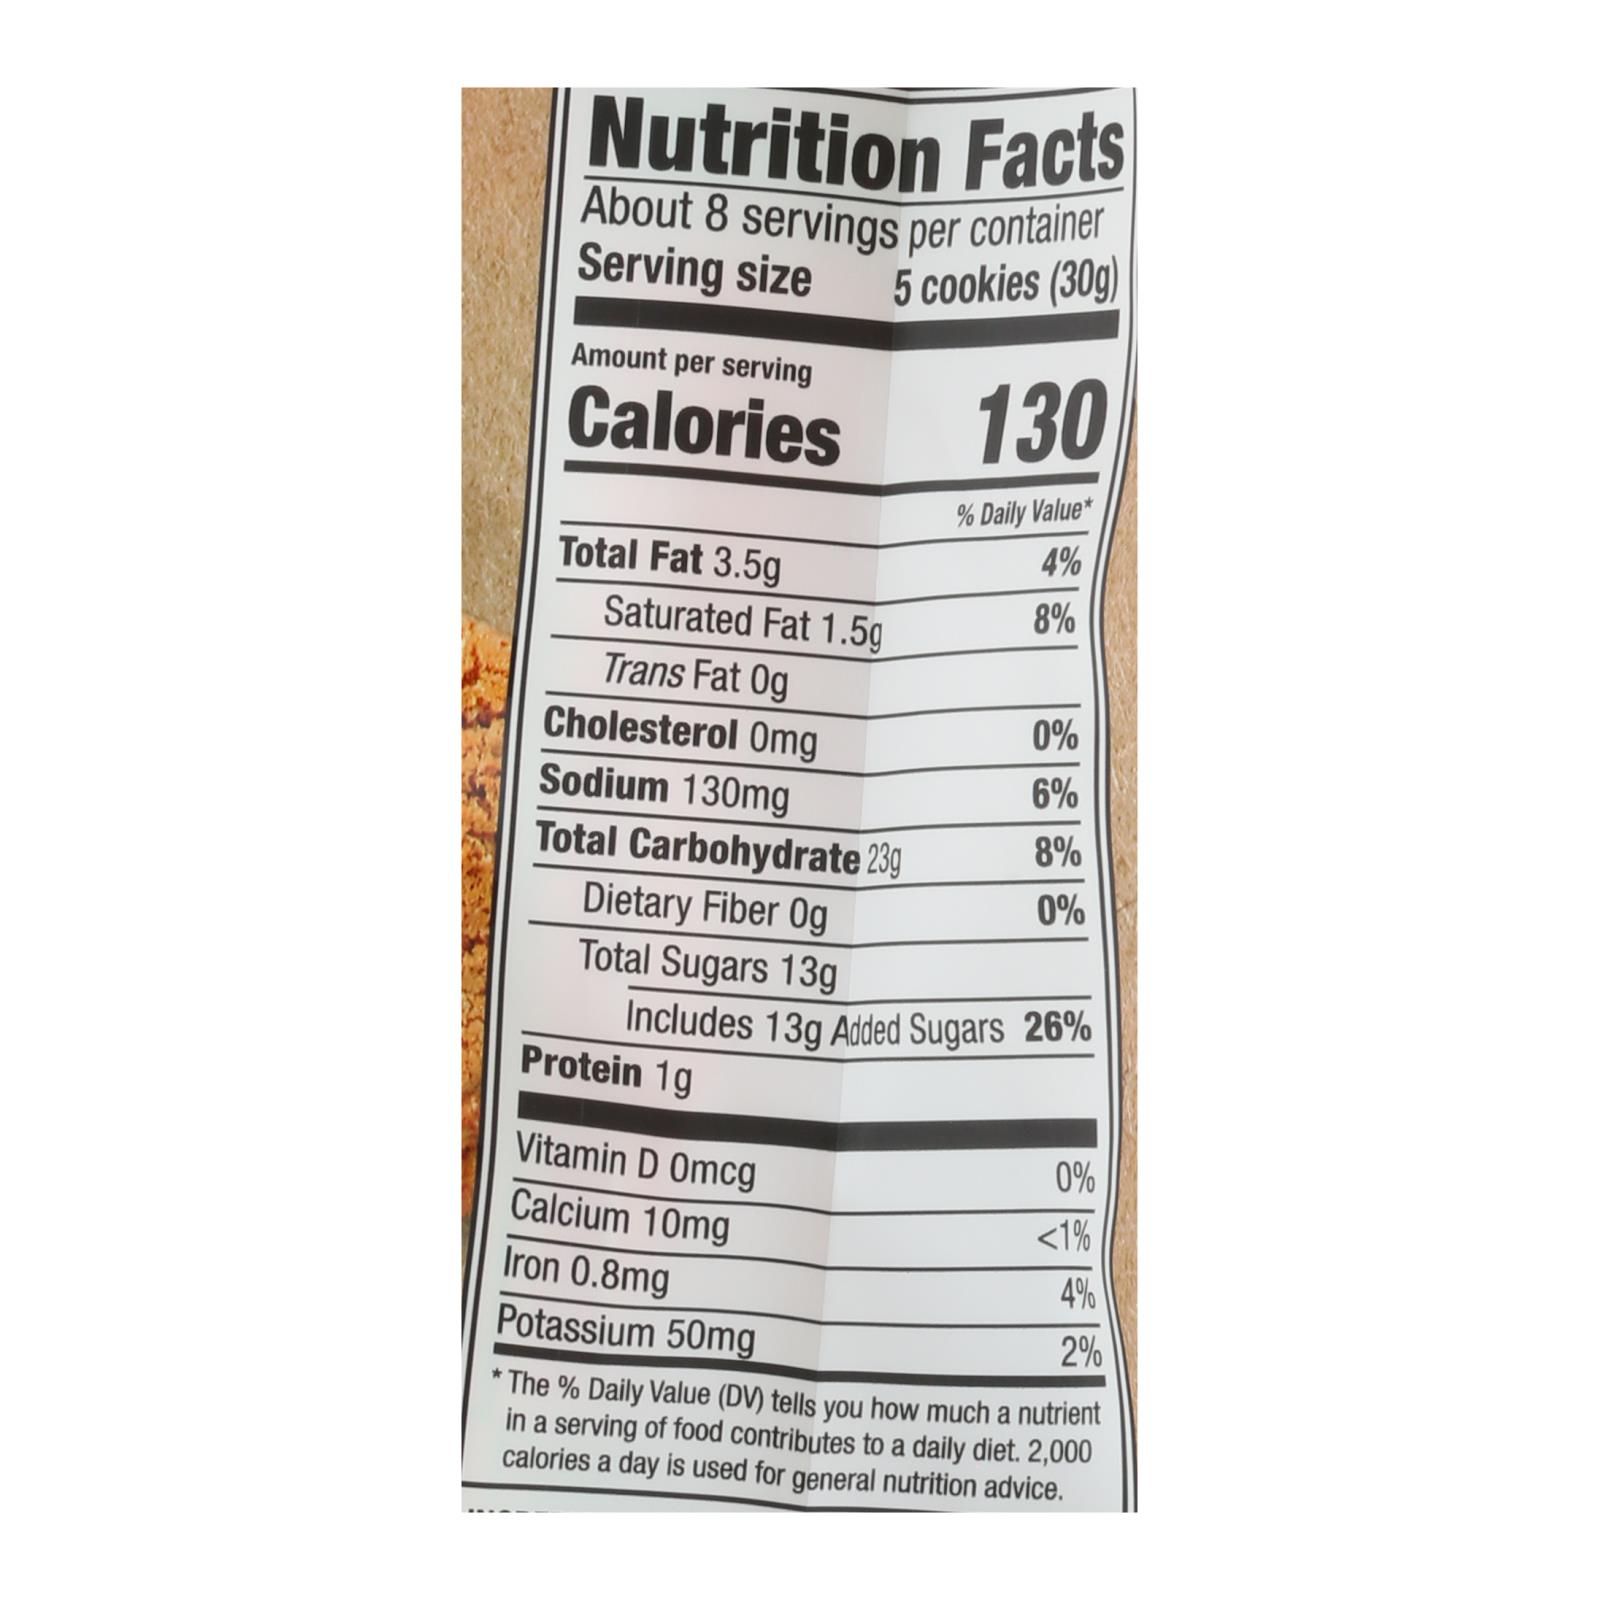 Nutrition Facts
About 8 servings per container
Serving size 5 cookies (30g)
Amount per serving
Calories 130
% Daily Value*
Total Fat 3.5g 4%
Saturated Fat 1.5g 8%
Trans Fat 0g
Cholesterol 0mg 0%
Sodium 130mg 6%
Total Carbohydrate 23g 8%
Dietary Fiber 0g 0%
Total Sugars 13g
Includes 13g Added Sugars 26%
Protein 1g
Vitamin D 0mcg 0%
Calcium 10mg <1%
Iron 0.8mg 4%
Potassium 50mg 2%
* The % Daily Value (DV) tells you how much a nutrient
in a serving of food contributes to a daily diet. 2,000
calories a day is used for general nutrition advice.